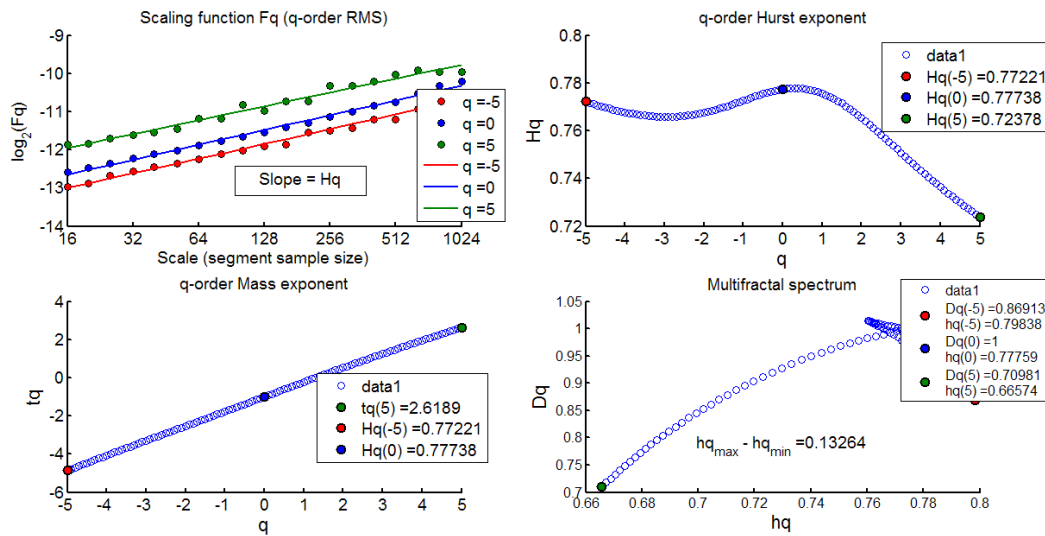 Scaling function Fq (q-order RMS)
-9
-10
-11
-12
-13
-14
log2(Fq)
q =-5
q =0
q =5
q =-5
q =0
q =5
Slope = Hq
16 32 64 128 256 512 1024
Scale (segment sample size)
q-order Hurst exponent
0.8
0.78
0.76
0.74
0.72
Hq
data1
Hq(-5)=0.77221
Hq(0)=0.77738
Hq(5)=0.72378
-5 -4 -3 -2 -1 0 1 2 3 4 5
q
q-order Mass exponent
4
2
0
-2
-4
-6
tq
data1
tq(5)=2.6189
Hq(-5)=0.77221
Hq(0)=0.77738
-5 -4 -3 -2 -1 0 1 2 3 4 5
q
Multifractal spectrum
1.05
1
0.95
0.9
0.85
0.8
0.75
0.7
Dq
data1
Dq(-5)=0.86913
hq(-5)=0.79838
Dq(0)=1
hq(0)=0.77759
Dq(5)=0.70981
hq(5)=0.66574
hqmax - hqmin =0.13264
0.66 0.68 0.7 0.72 0.74 0.76 0.78 0.8
hq